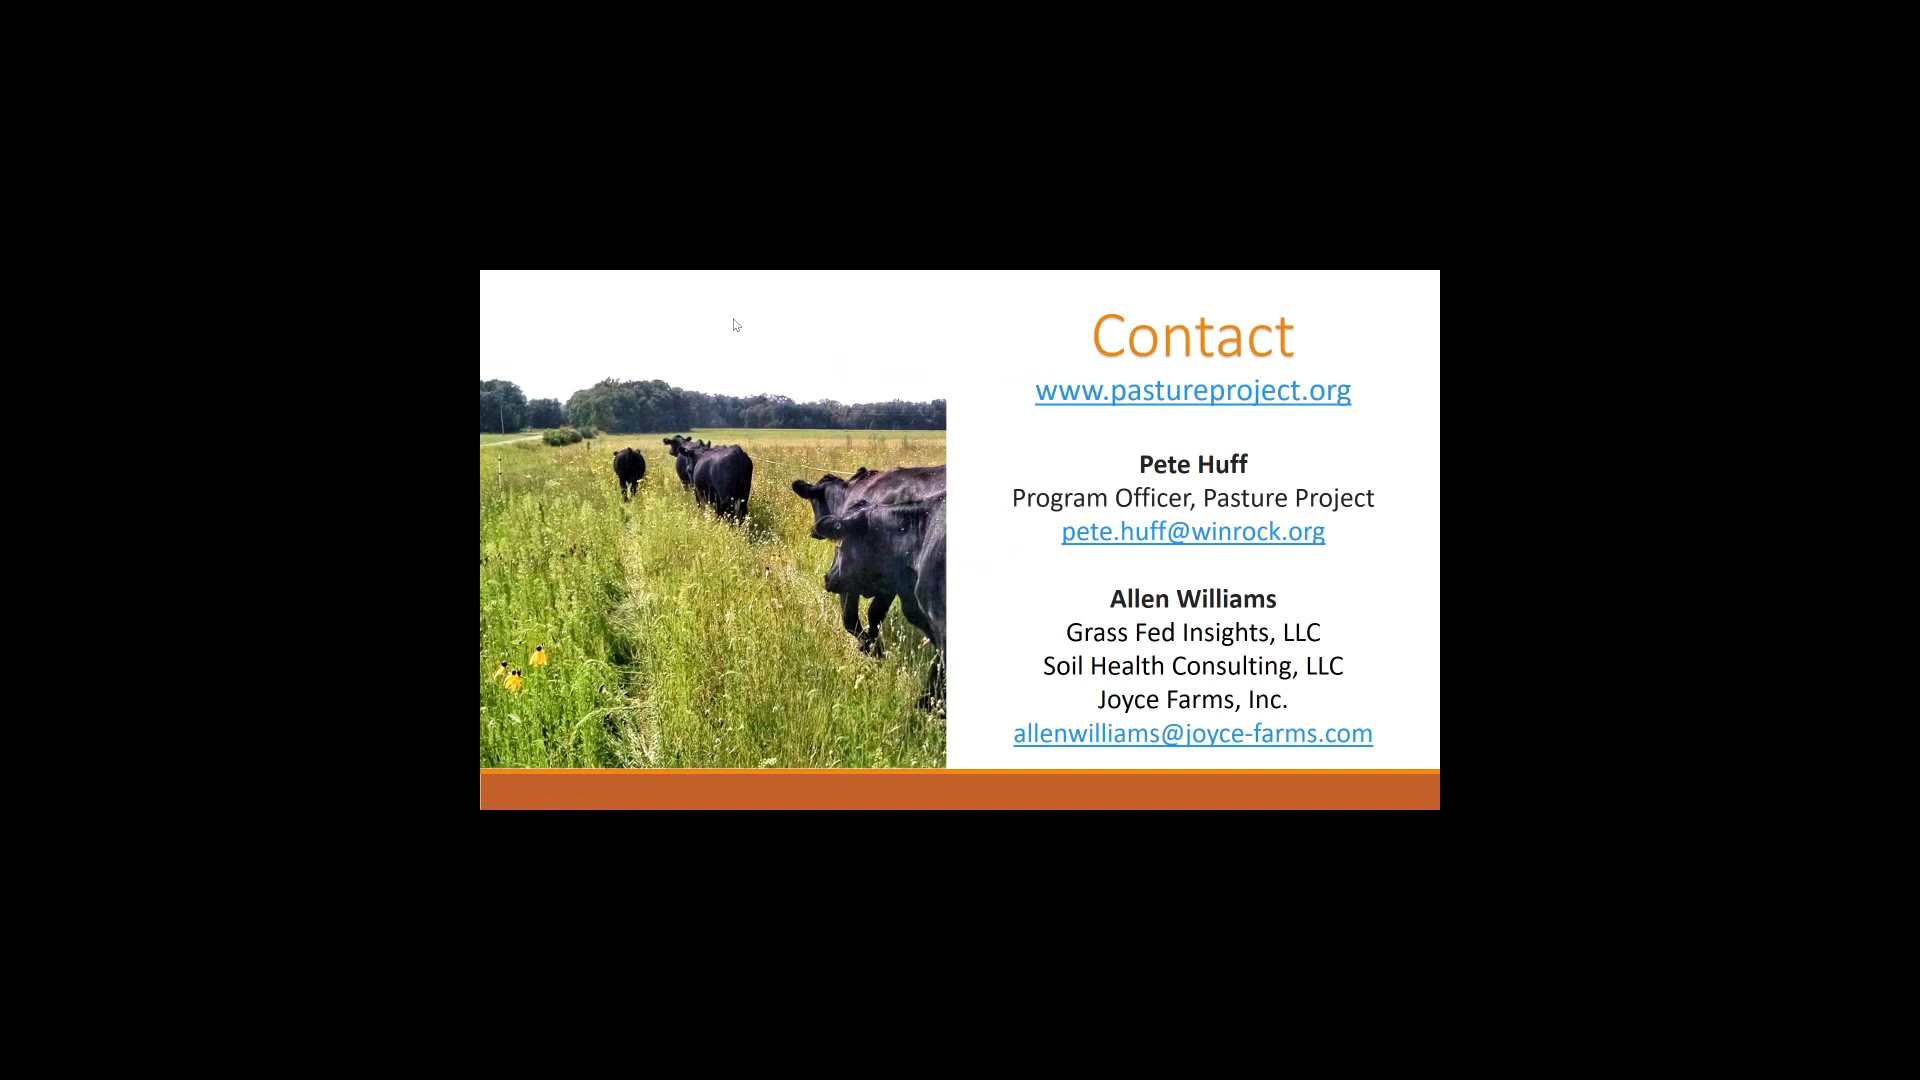 Contact
www.pastureproject.org
Pete Huff
Program Officer, Pasture Project
pete.huff@winrock.org
Allen Williams
Grass Fed Insights, LLC
Soil Health Consulting, LLC
Joyce Farms, Inc.
allenwilliams@joyce-farms.com